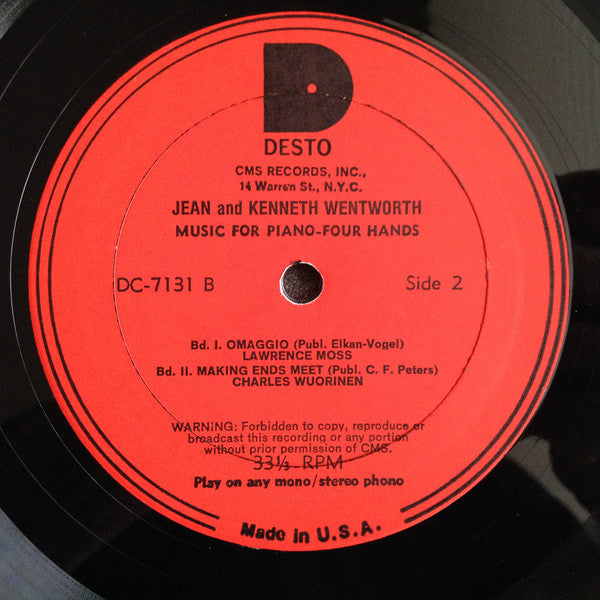 D
DESTO
CMS RECORDS, INC.,
14 Warren St., N.Y.C.
JEAN and KENNETH WENTWORTH
MUSIC FOR PIANO-FOUR HANDS
DC-7131 B Side 2
Bd. I. OMAGGIO (Publ. Elkan-Vogel)
LAWRENCE MOSS
Bd. II. MAKING ENDS MEET (Publ. C. F. Peters)
CHARLES WUORINEN
WARNING: Forbidden to copy, reproduce or
broadcast this recording or any portion
without prior permission of CMS.
33⅓ RPM
Play on any mono/stereo phono
Made in U.S.A.